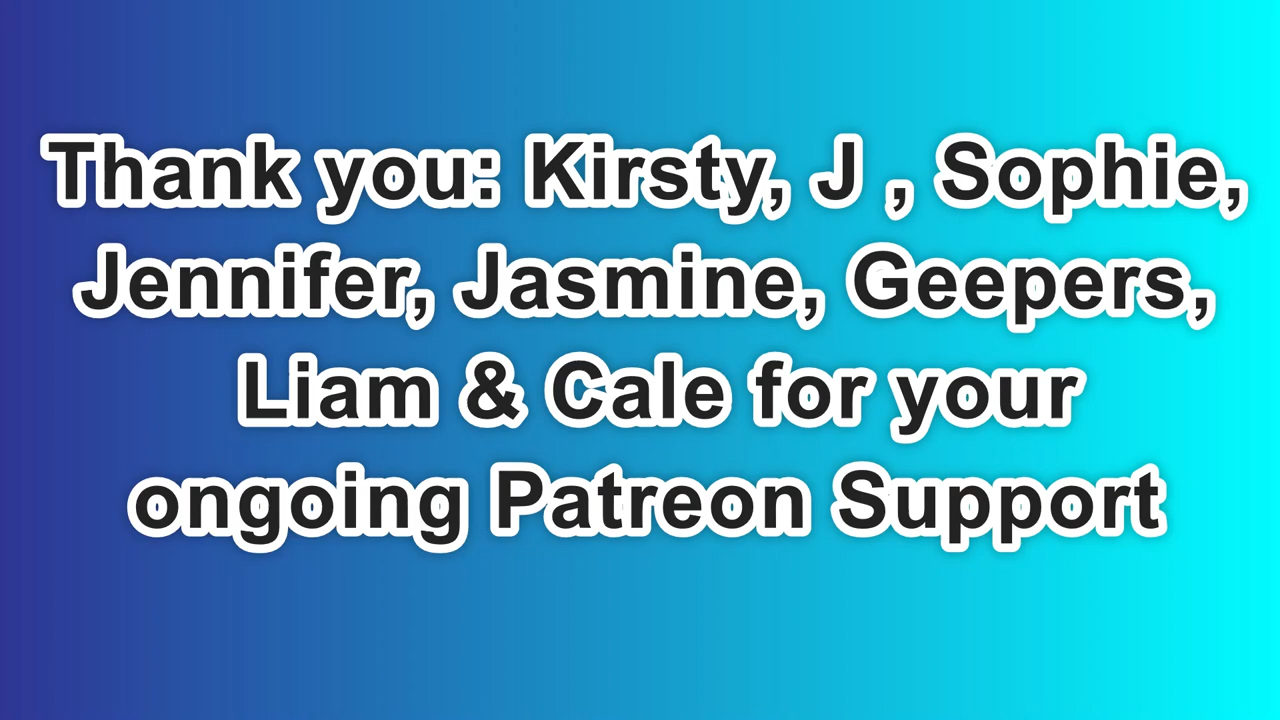 Thank you: Kirsty, J , Sophie,
Jennifer, Jasmine, Geepers,
Liam & Cale for your
ongoing Patreon Support